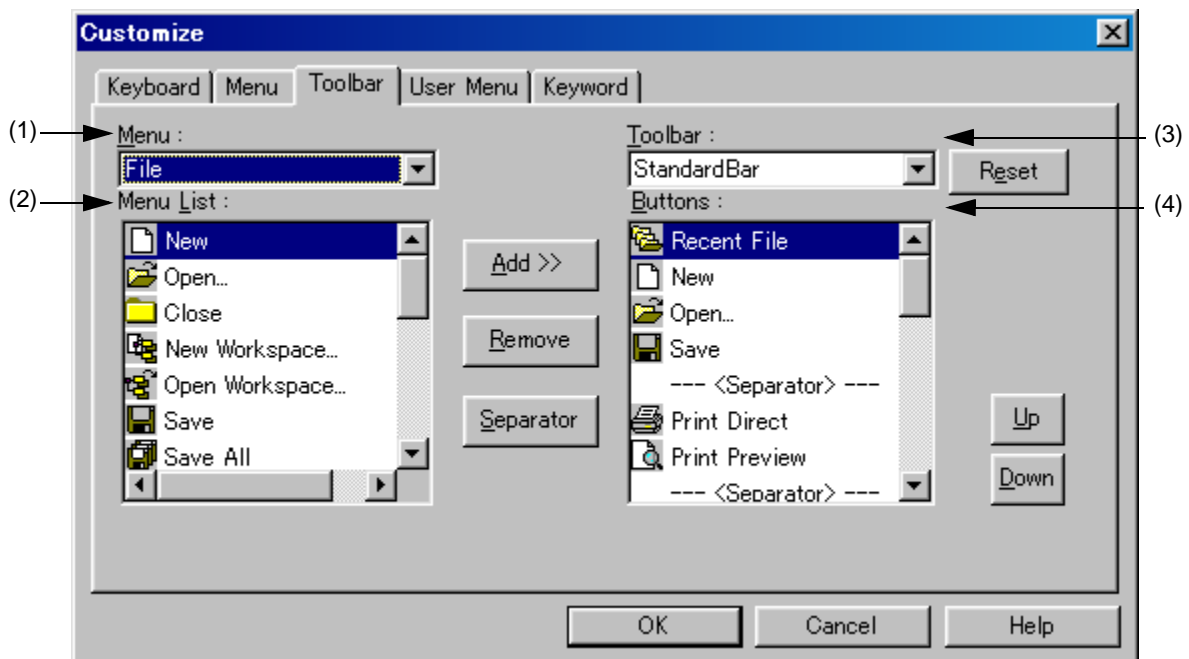 Customize
Keyboard Menu Toolbar User Menu Keyword
(1) Menu :
File
(2) Menu List :
New
Open...
Close
New Workspace...
Open Workspace...
Save
Save All
Add >>
Remove
Separator
Toolbar : (3)
StandardBar
Reset
Buttons : (4)
Recent File
New
Open...
Save
--- <Separator> ---
Print Direct
Print Preview
--- <Separator> ---
Up
Down
OK Cancel Help